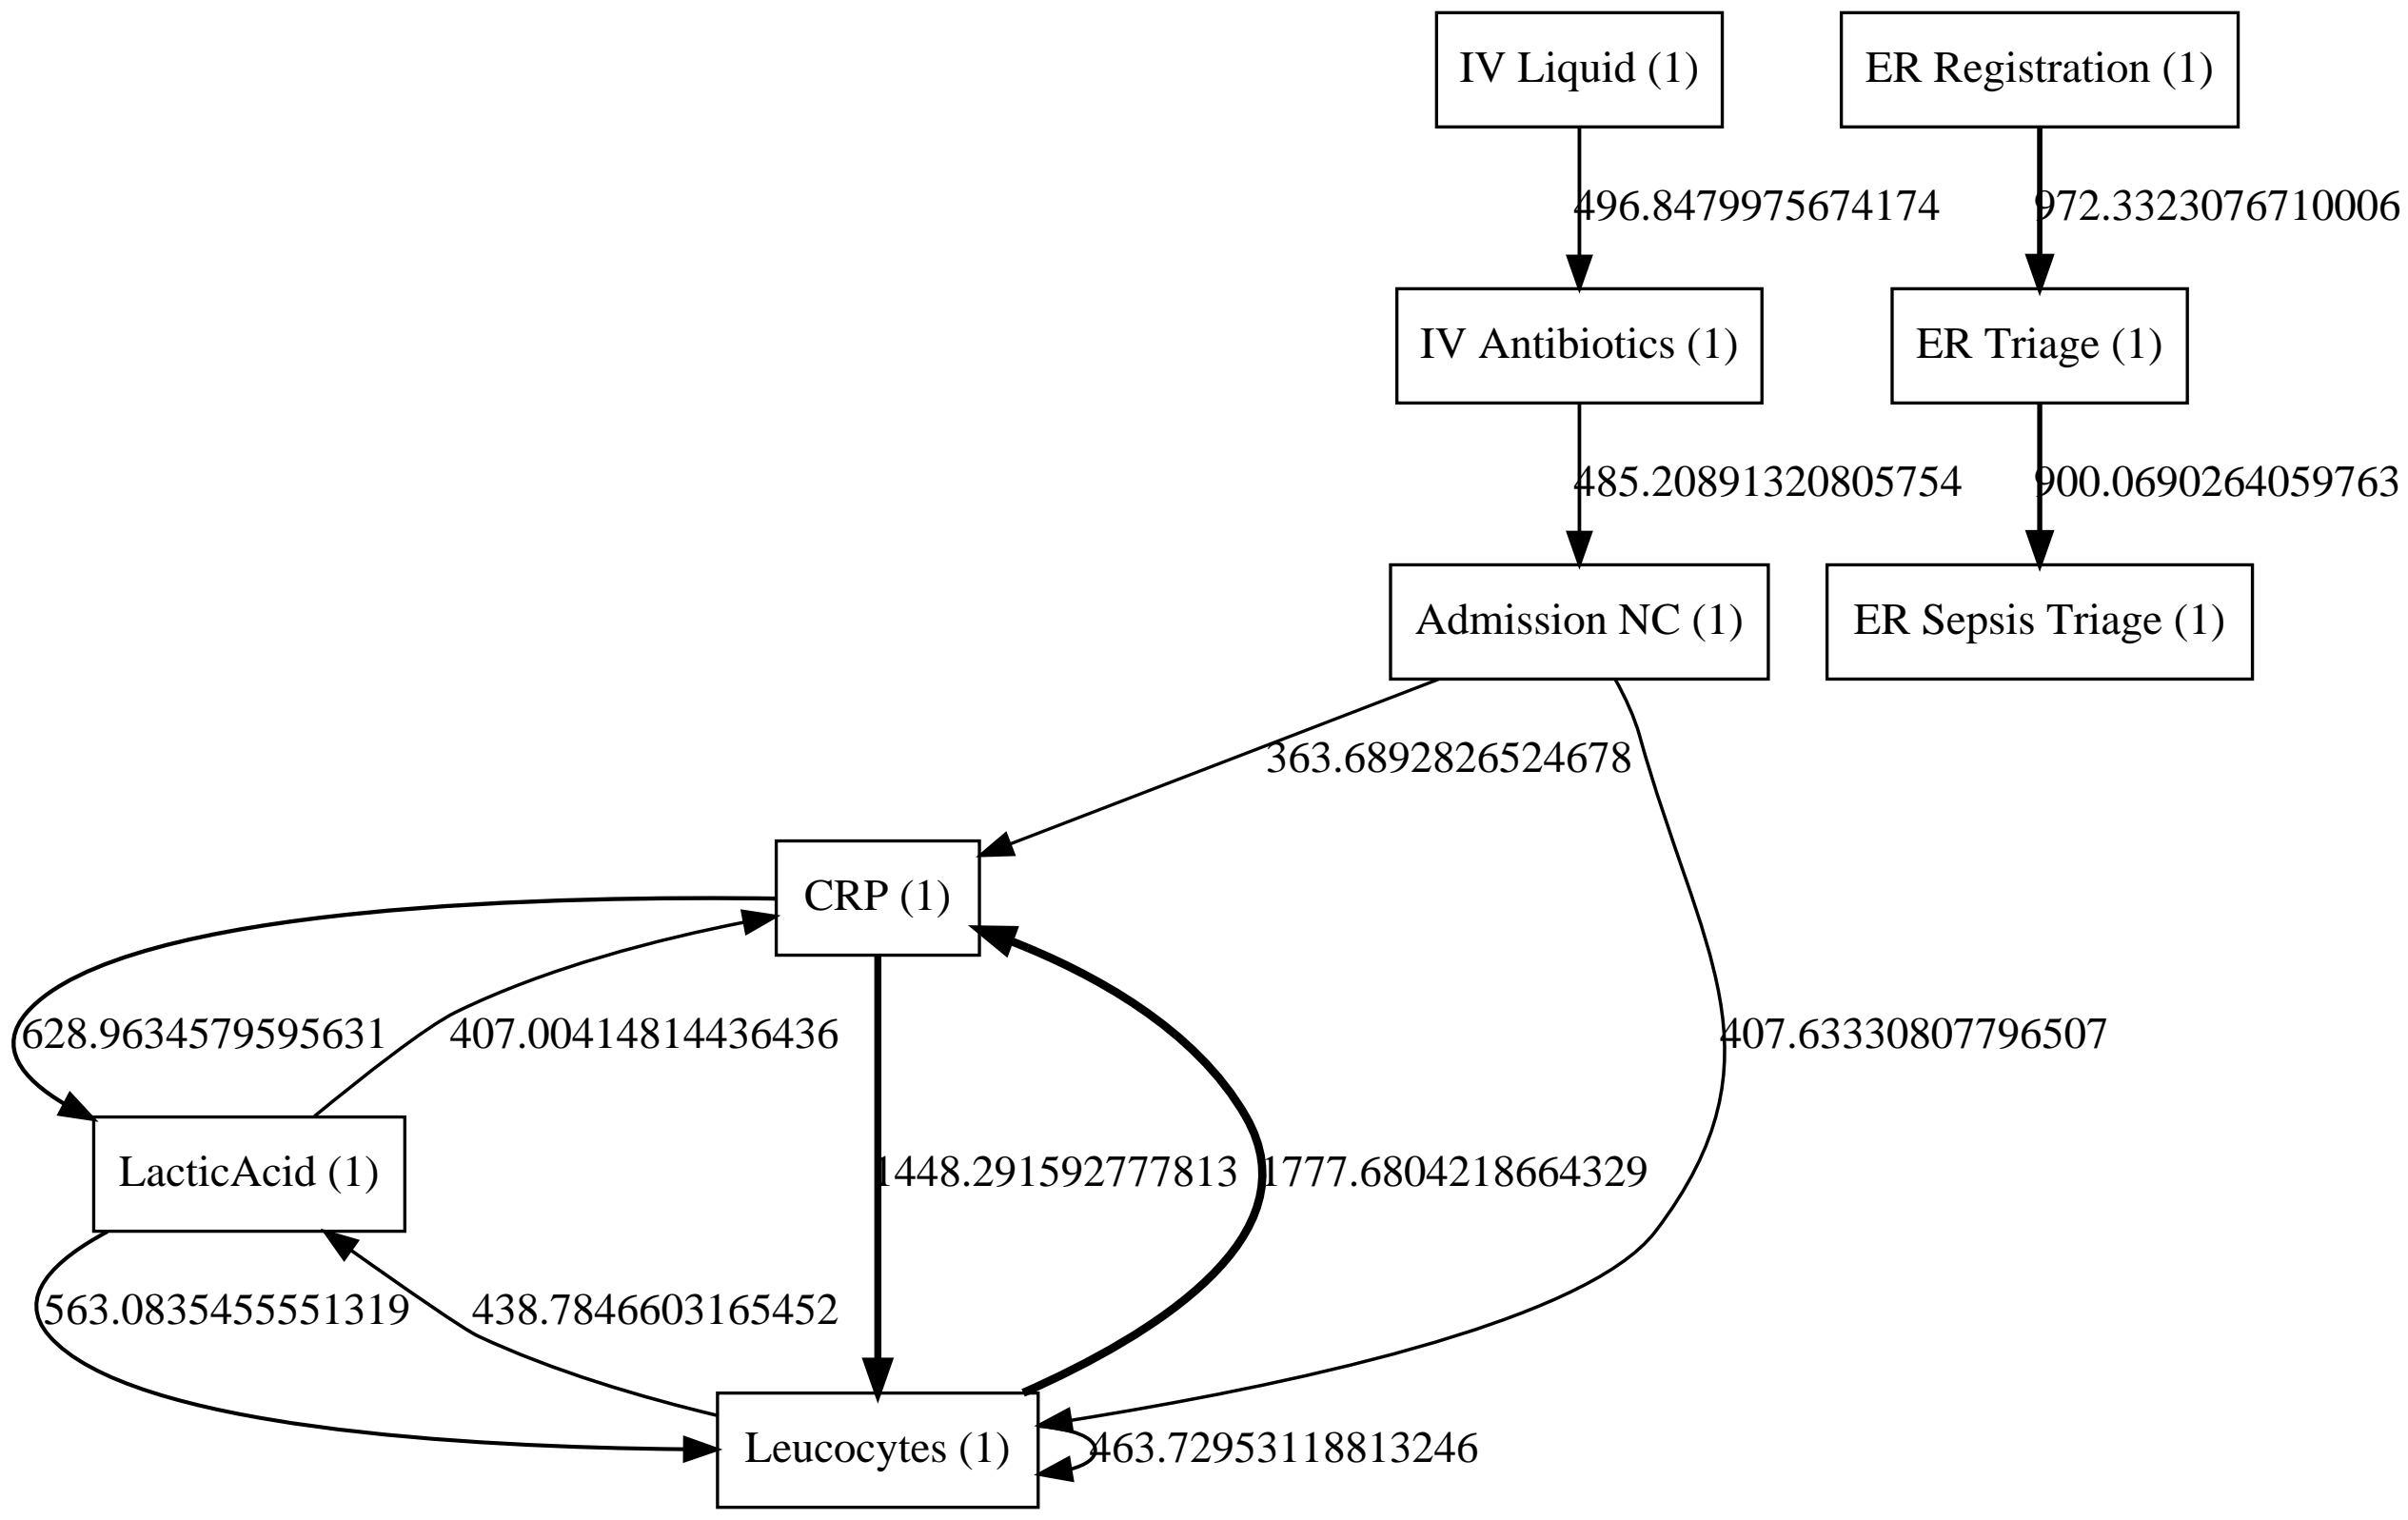 IV Liquid (1)
ER Registration (1)
496.8479975674174
972.3323076710006
IV Antibiotics (1)
ER Triage (1)
485.20891320805754
900.0690264059763
Admission NC (1)
ER Sepsis Triage (1)
363.6892826524678
CRP (1)
628.9634579595631
407.00414814436436
407.63330807796507
LacticAcid (1)
1448.291592777813
1777.6804218664329
563.0835455551319
438.7846603165452
Leucocytes (1)
463.72953118813246